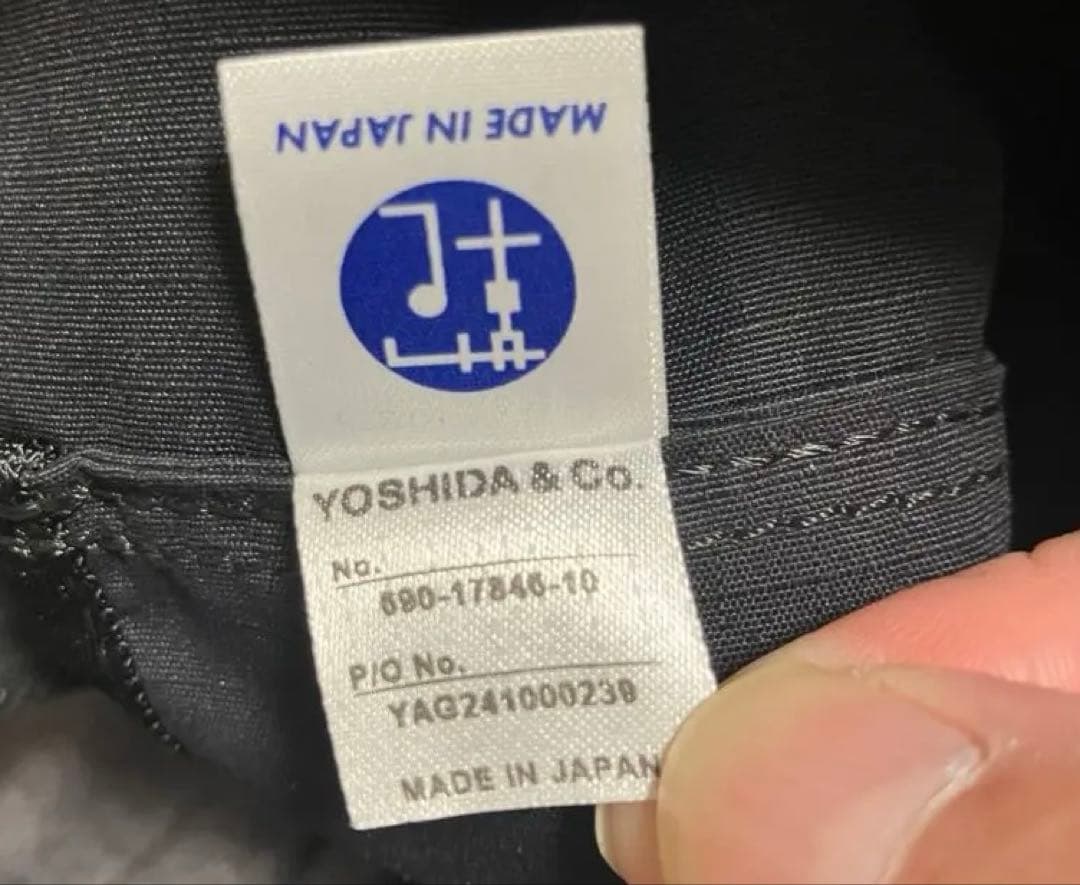 MADE IN JAPAN
YOSHIDA & Co.
No.
690-17846-10
P/O No.
YAG241000239
MADE IN JAPAN